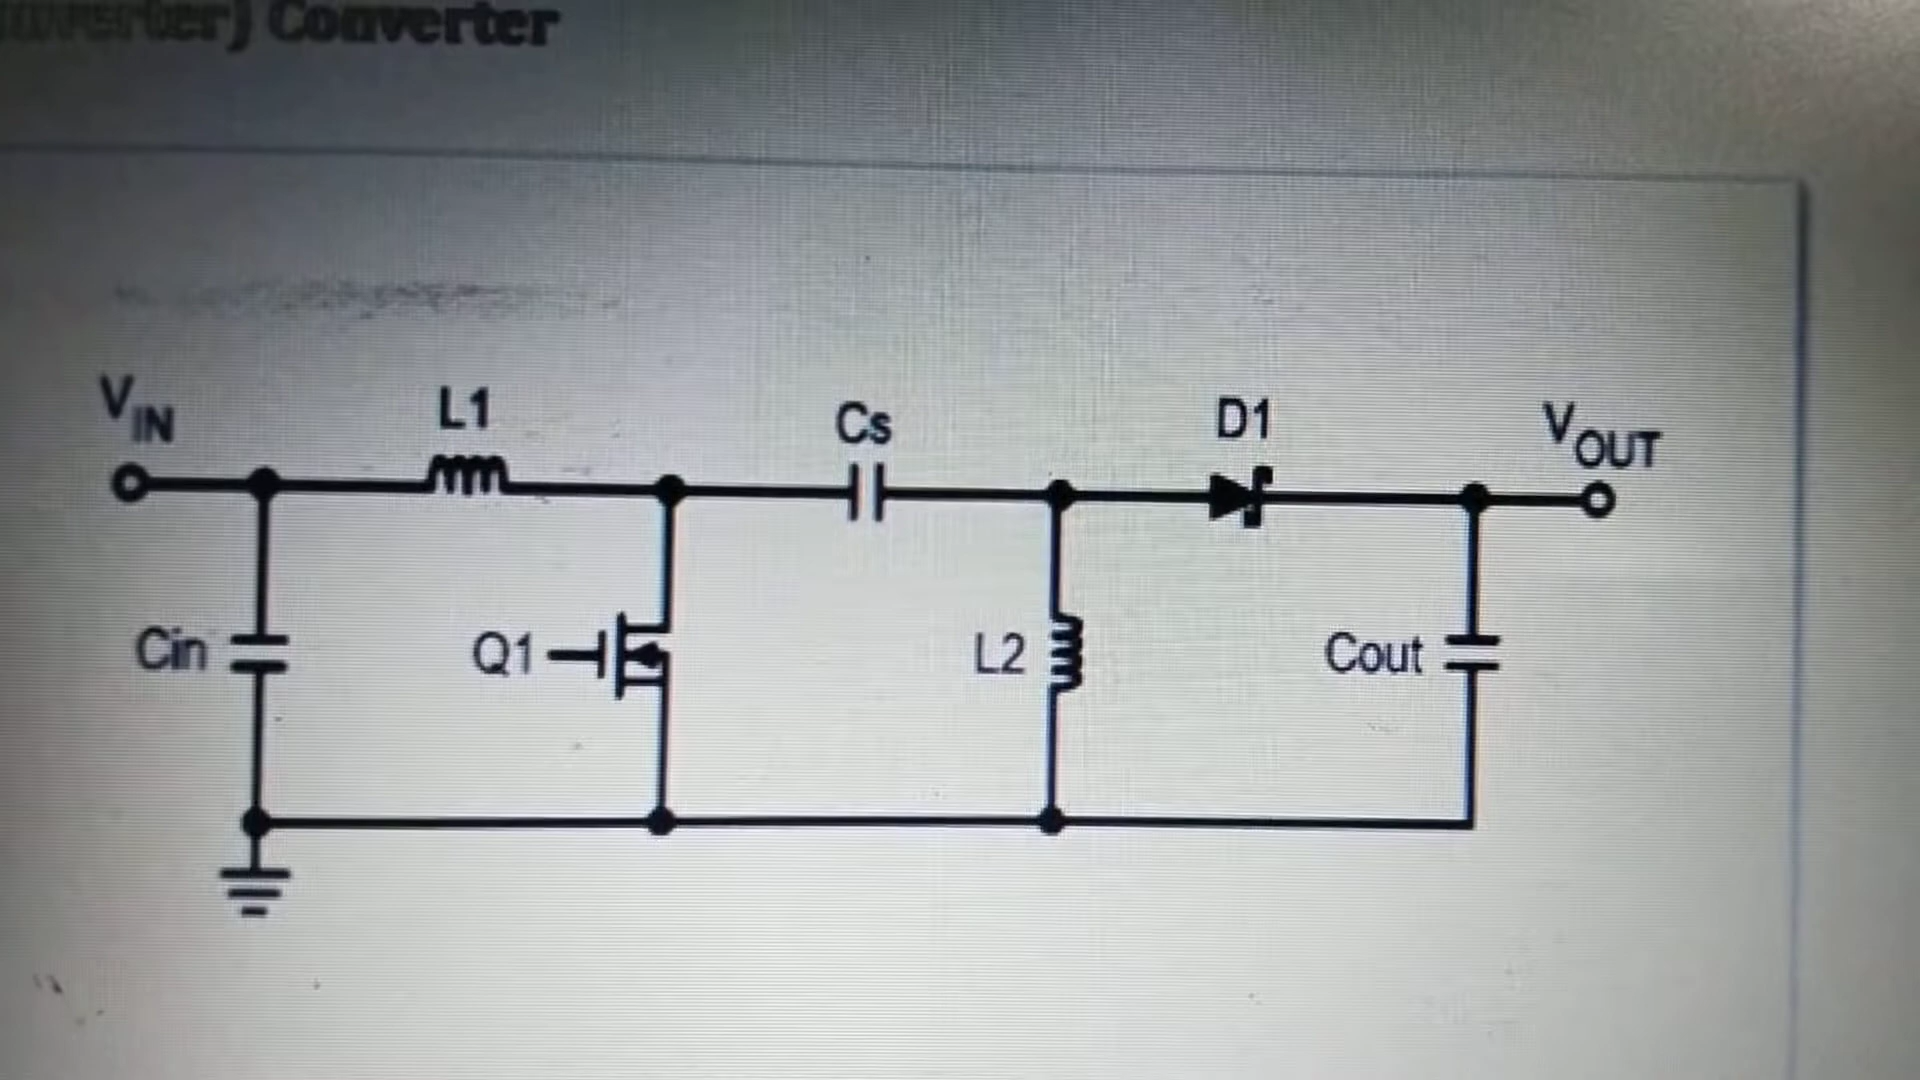 Converter
VIN
L1
Cs
D1
VOUT
Cin
Q1
L2
Cout